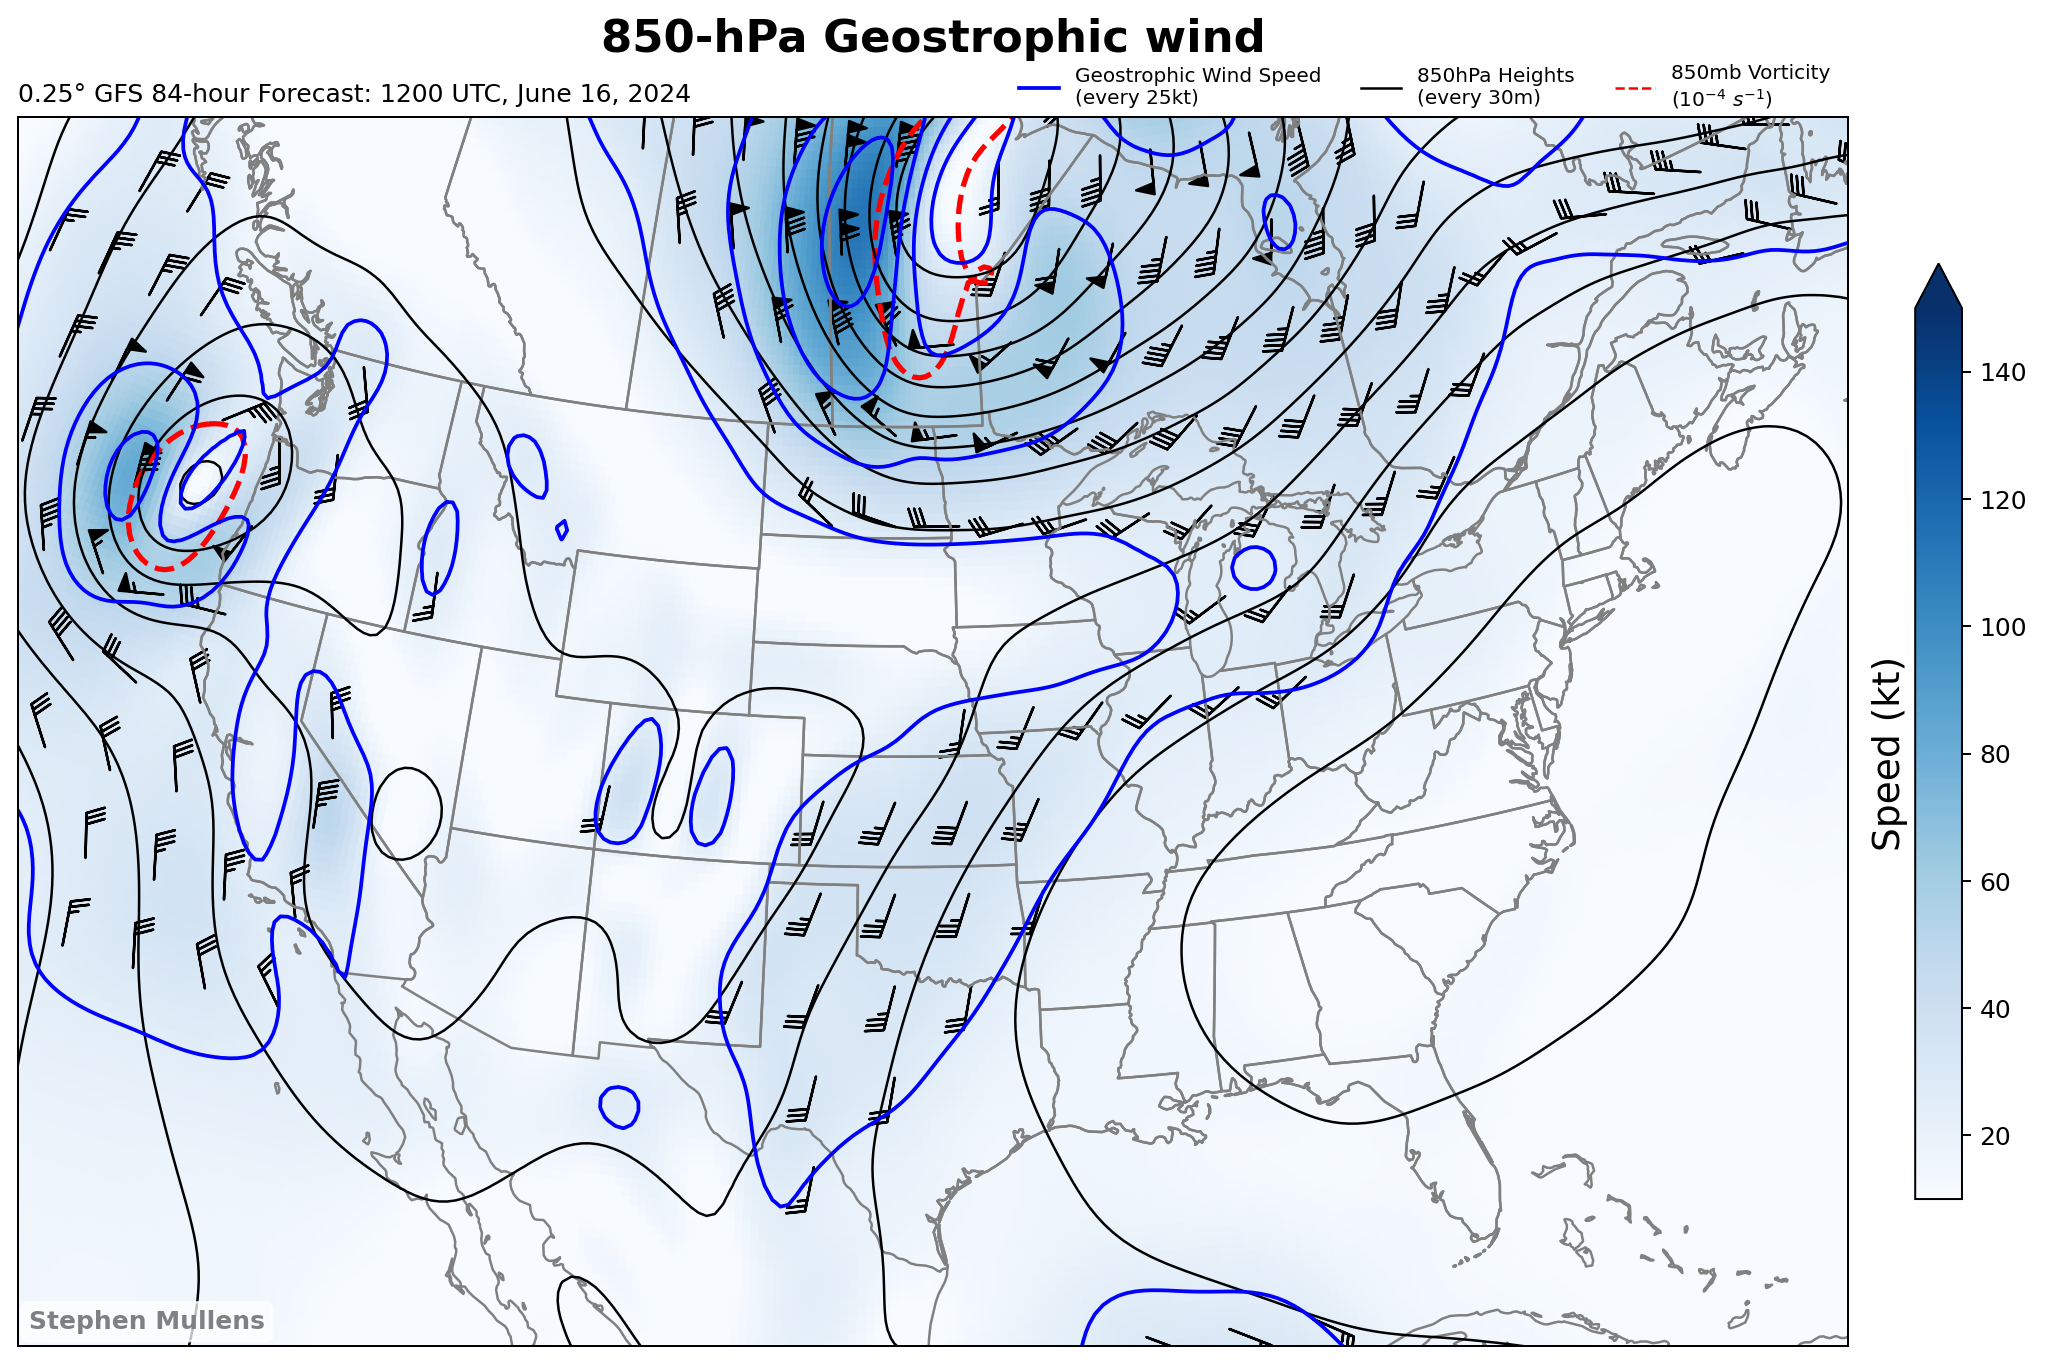 850-hPa Geostrophic wind
0.25° GFS 84-hour Forecast: 1200 UTC, June 16, 2024
Geostrophic Wind Speed
(every 25kt)
850hPa Heights
(every 30m)
850mb Vorticity
(10⁻⁴ s⁻¹)
140
120
100
80
60
40
20
Speed (kt)
Stephen Mullens